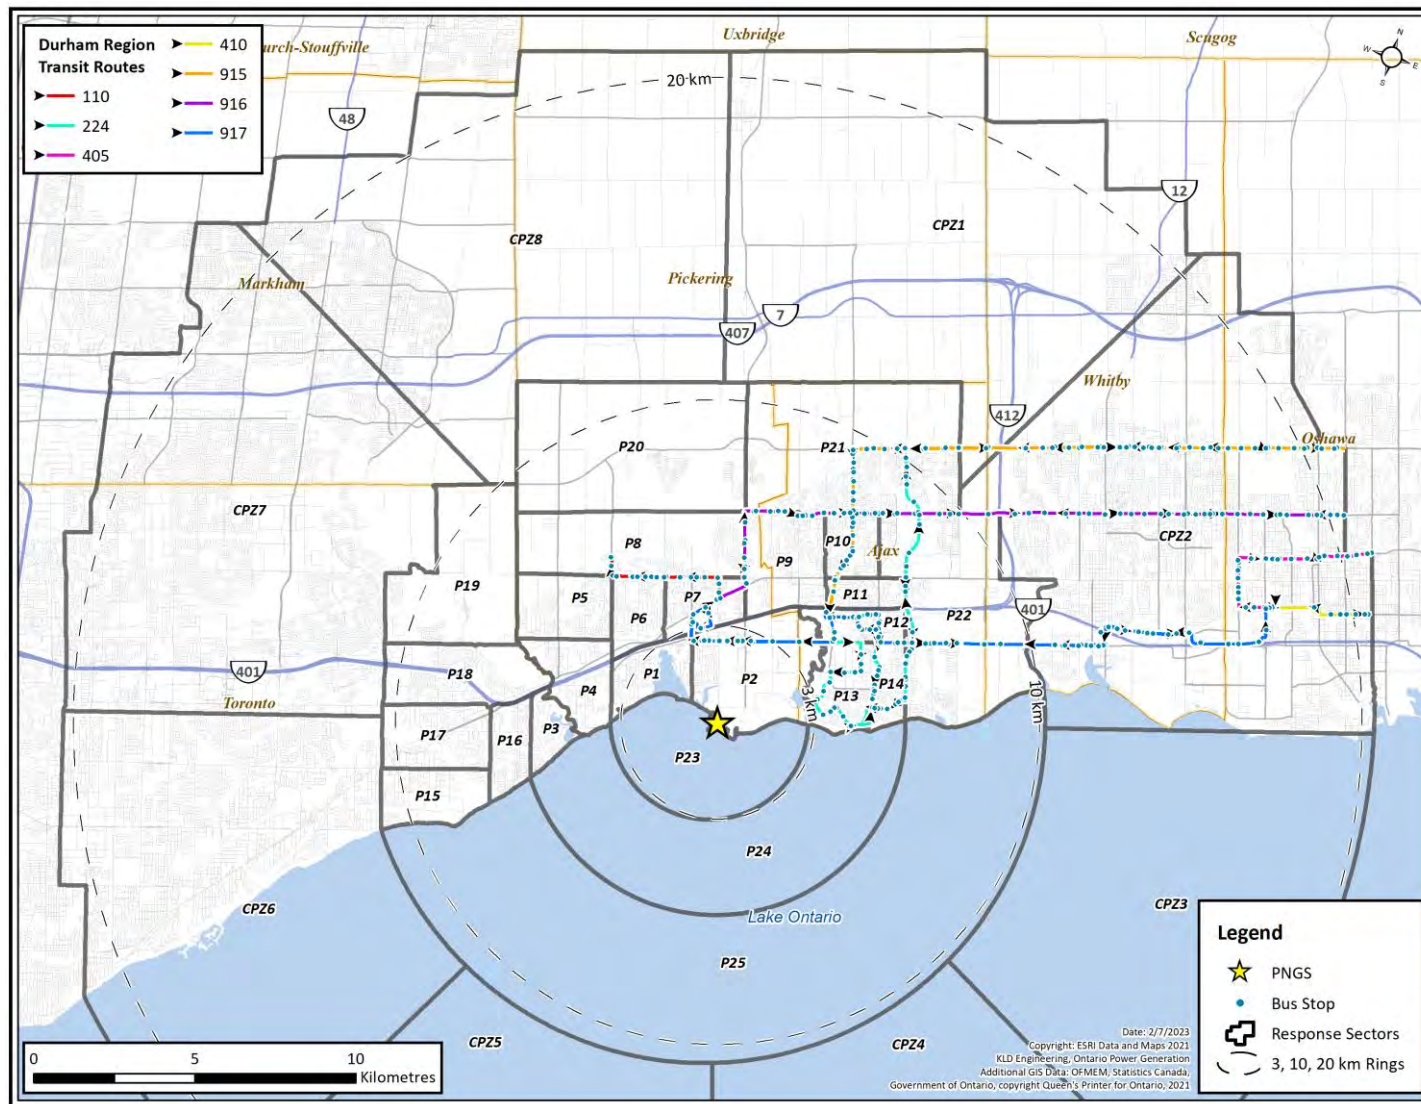 Durham Region
Transit Routes
110
224
405
410
915
916
917
urch-Stouffville
Uxbridge
Scugog
N
W
E
S
48
20 km
12
CPZ8
CPZ1
Markham
Pickering
7
407
Whitby
412
Oshawa
P20
P21
CPZ7
CPZ2
P8
P10
Ajax
P9
P19
P5
P7
P11
P6
401
P12
P22
401
P18
P1
P2
P4
P14
Toronto
P13
3 km
10 km
P17
P16
P3
P23
P15
P24
CPZ6
Lake Ontario
CPZ3
P25
CPZ5
CPZ4
Legend
PNGS
Bus Stop
Response Sectors
3, 10, 20 km Rings
0
5
10
Kilometres
Date: 2/7/2023
Copyright: ESRI Data and Maps 2021
KLD Engineering, Ontario Power Generation
Additional GIS Data: OFMEM, Statistics Canada,
Government of Ontario, copyright Queen's Printer for Ontario, 2021